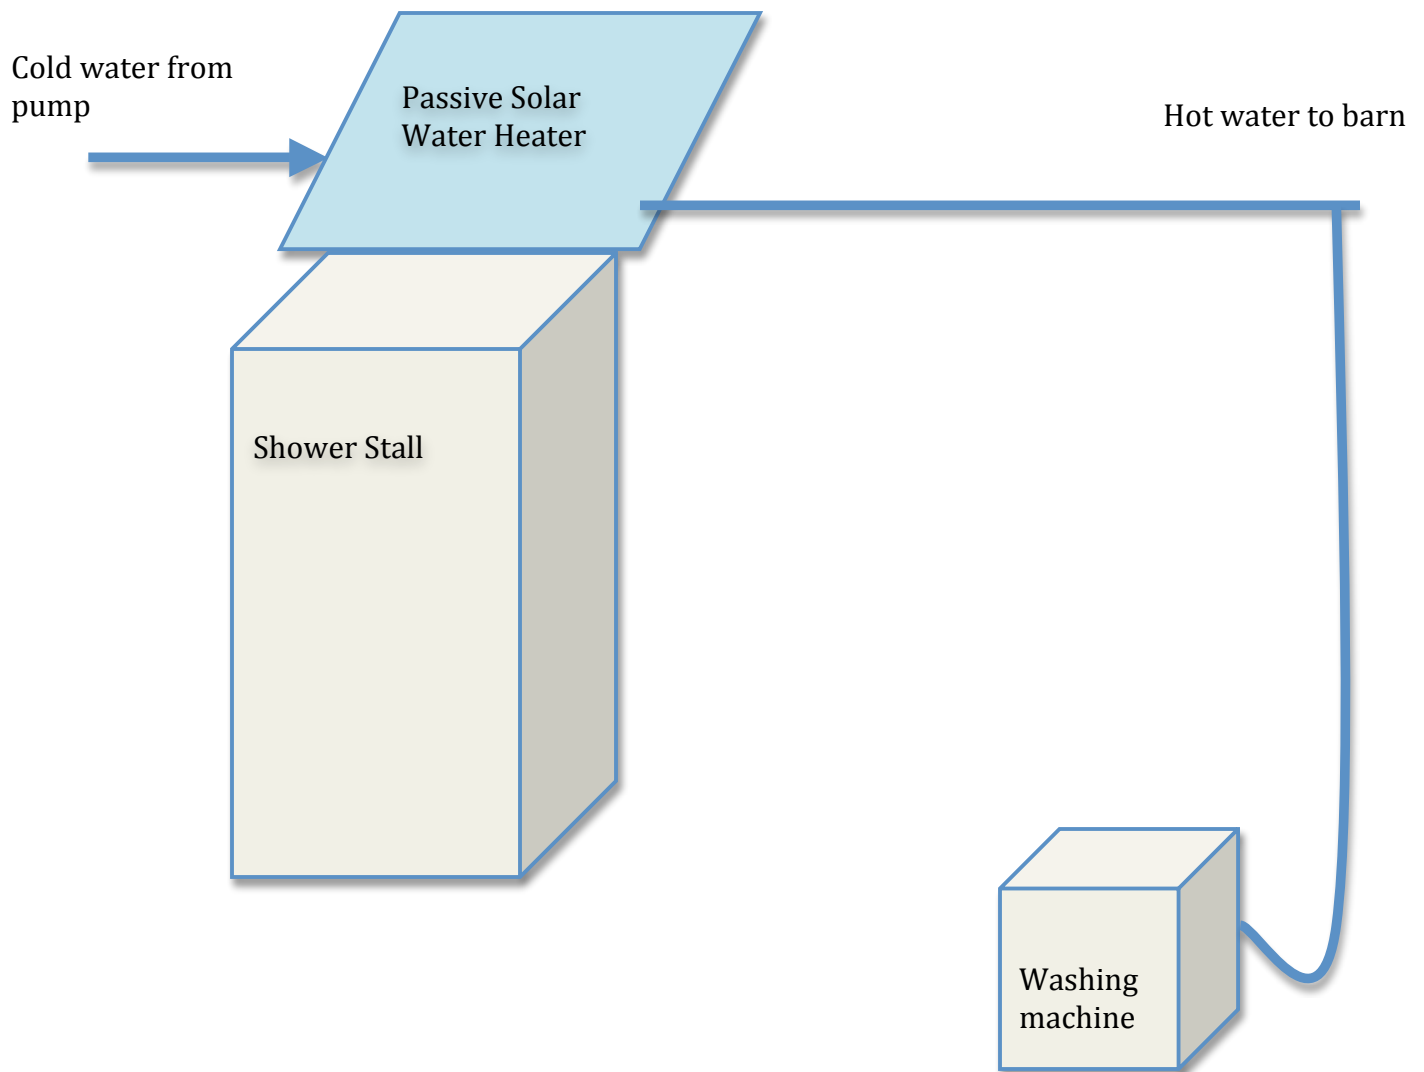 Cold water from
pump
Passive Solar
Water Heater
Hot water to barn
Shower Stall
Washing
machine